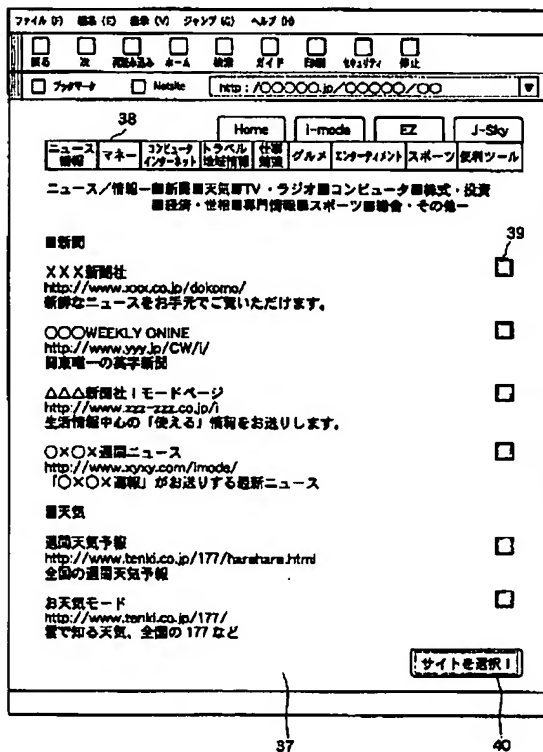 ファイル (F) 編集 (E) 表示 (V) ジャンプ (G) ヘルプ (H)
戻る 次 再読み込み ホーム 検索 ガイド 印刷 セキュリティ 停止
ブックマーク Netsite http://○○○○○.jp/○○○○○/○○
38
Home i-mode EZ J-Sky
ニュース 情報 マネー コンピュータ インターネット トラベル 地域情報 仕事 勉強 グルメ エンターティメント スポーツ 便利ツール
ニュース/情報ー■新聞■天気■TV・ラジオ■コンピュータ■株式・投資
■経済・世相■専門情報■スポーツ■総合・その他ー
39
■新聞
×××新聞社
http://www.xxx.co.jp/dokomo/
新鮮なニュースをお手元でご覧いただけます。
○○○WEEKLY ONINE
http://www.yyy.jp/CW/i/
関東唯一の英字新聞
△△△新聞社iモードページ
http://www.zzz-zzz.co.jp/i
生活情報中心の「使える」情報をお送りします。
○×○×週間ニュース
http://www.xyxy.com/imode/
「○×○×週報」がお送りする最新ニュース
■天気
週間天気予報
http://www.tenki.co.jp/177/harehare.html
全国の週間天気予報
お天気モード
http://www.tenki.co.jp/177/
雲で知る天気、全国の 177 など
サイトを選択!
37
40